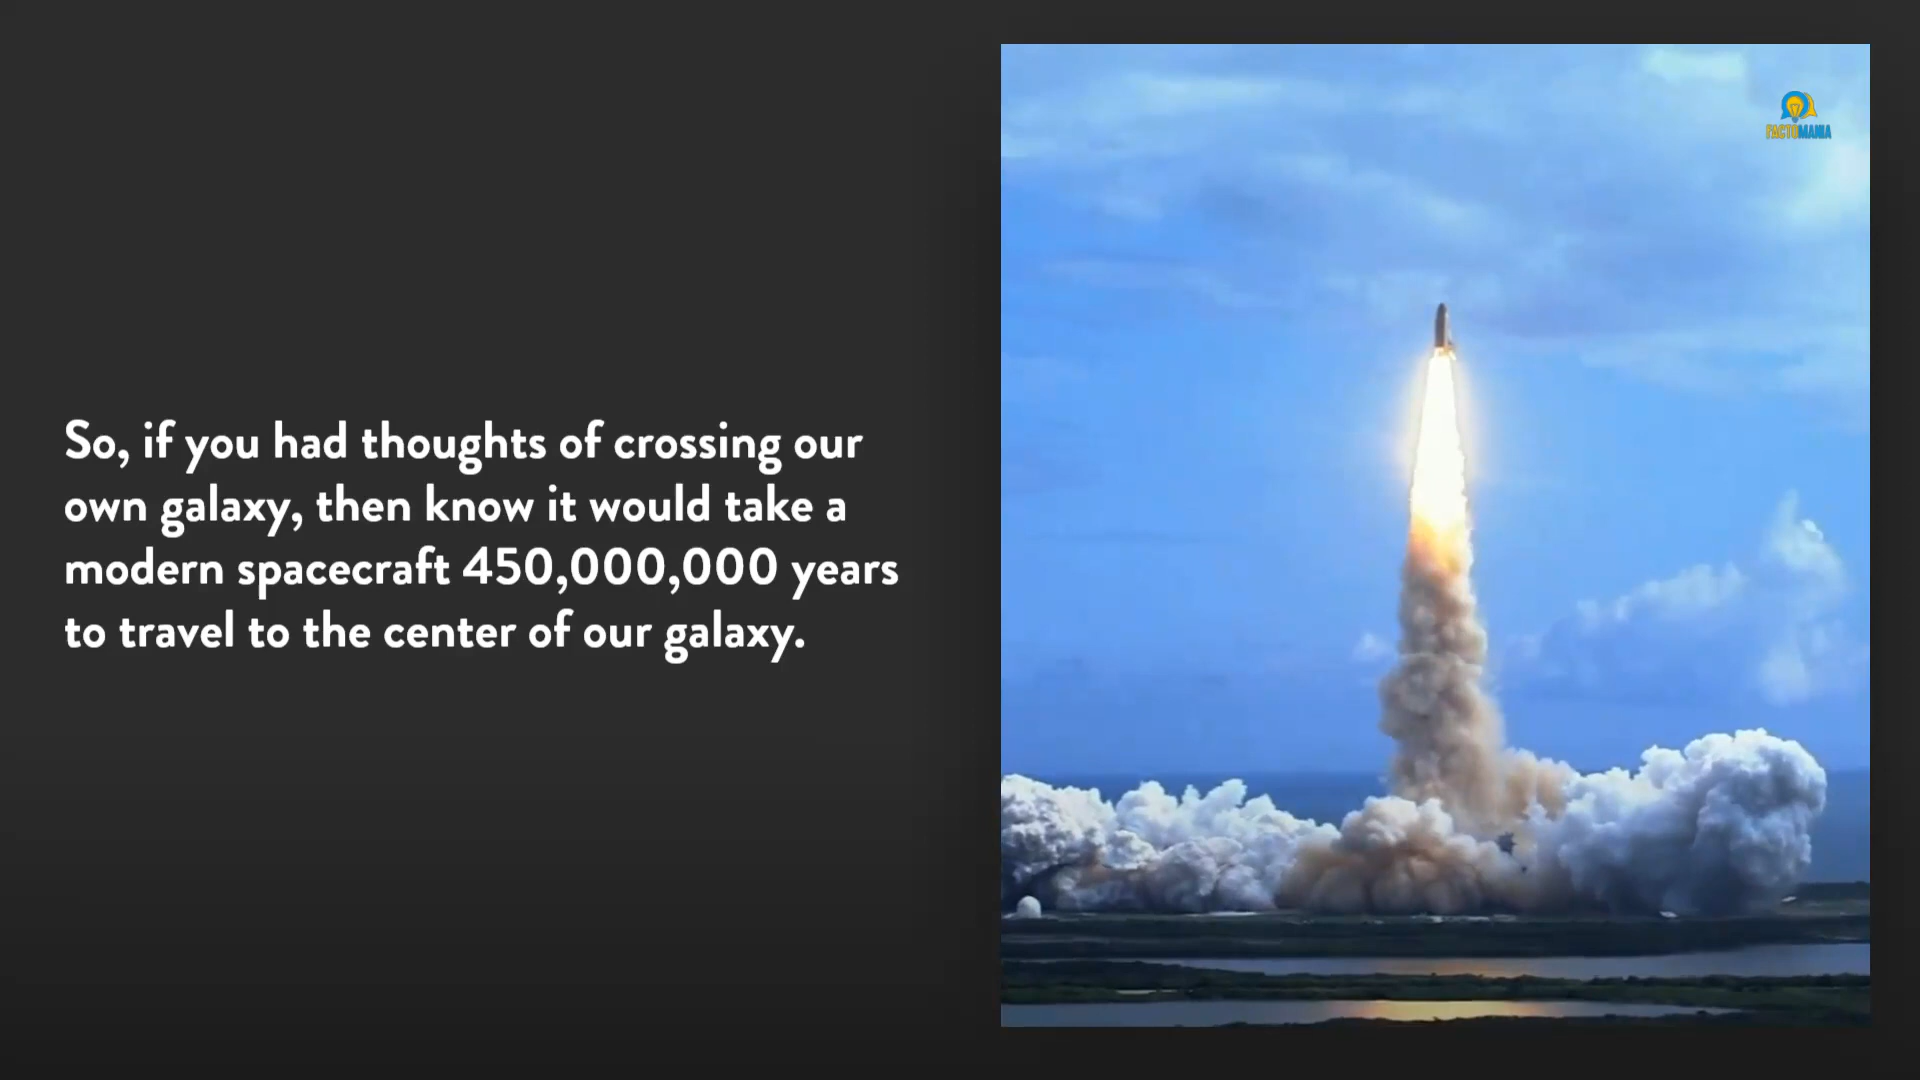 So, if you had thoughts of crossing our
own galaxy, then know it would take a
modern spacecraft 450,000,000 years
to travel to the center of our galaxy.
FACTOMANIA